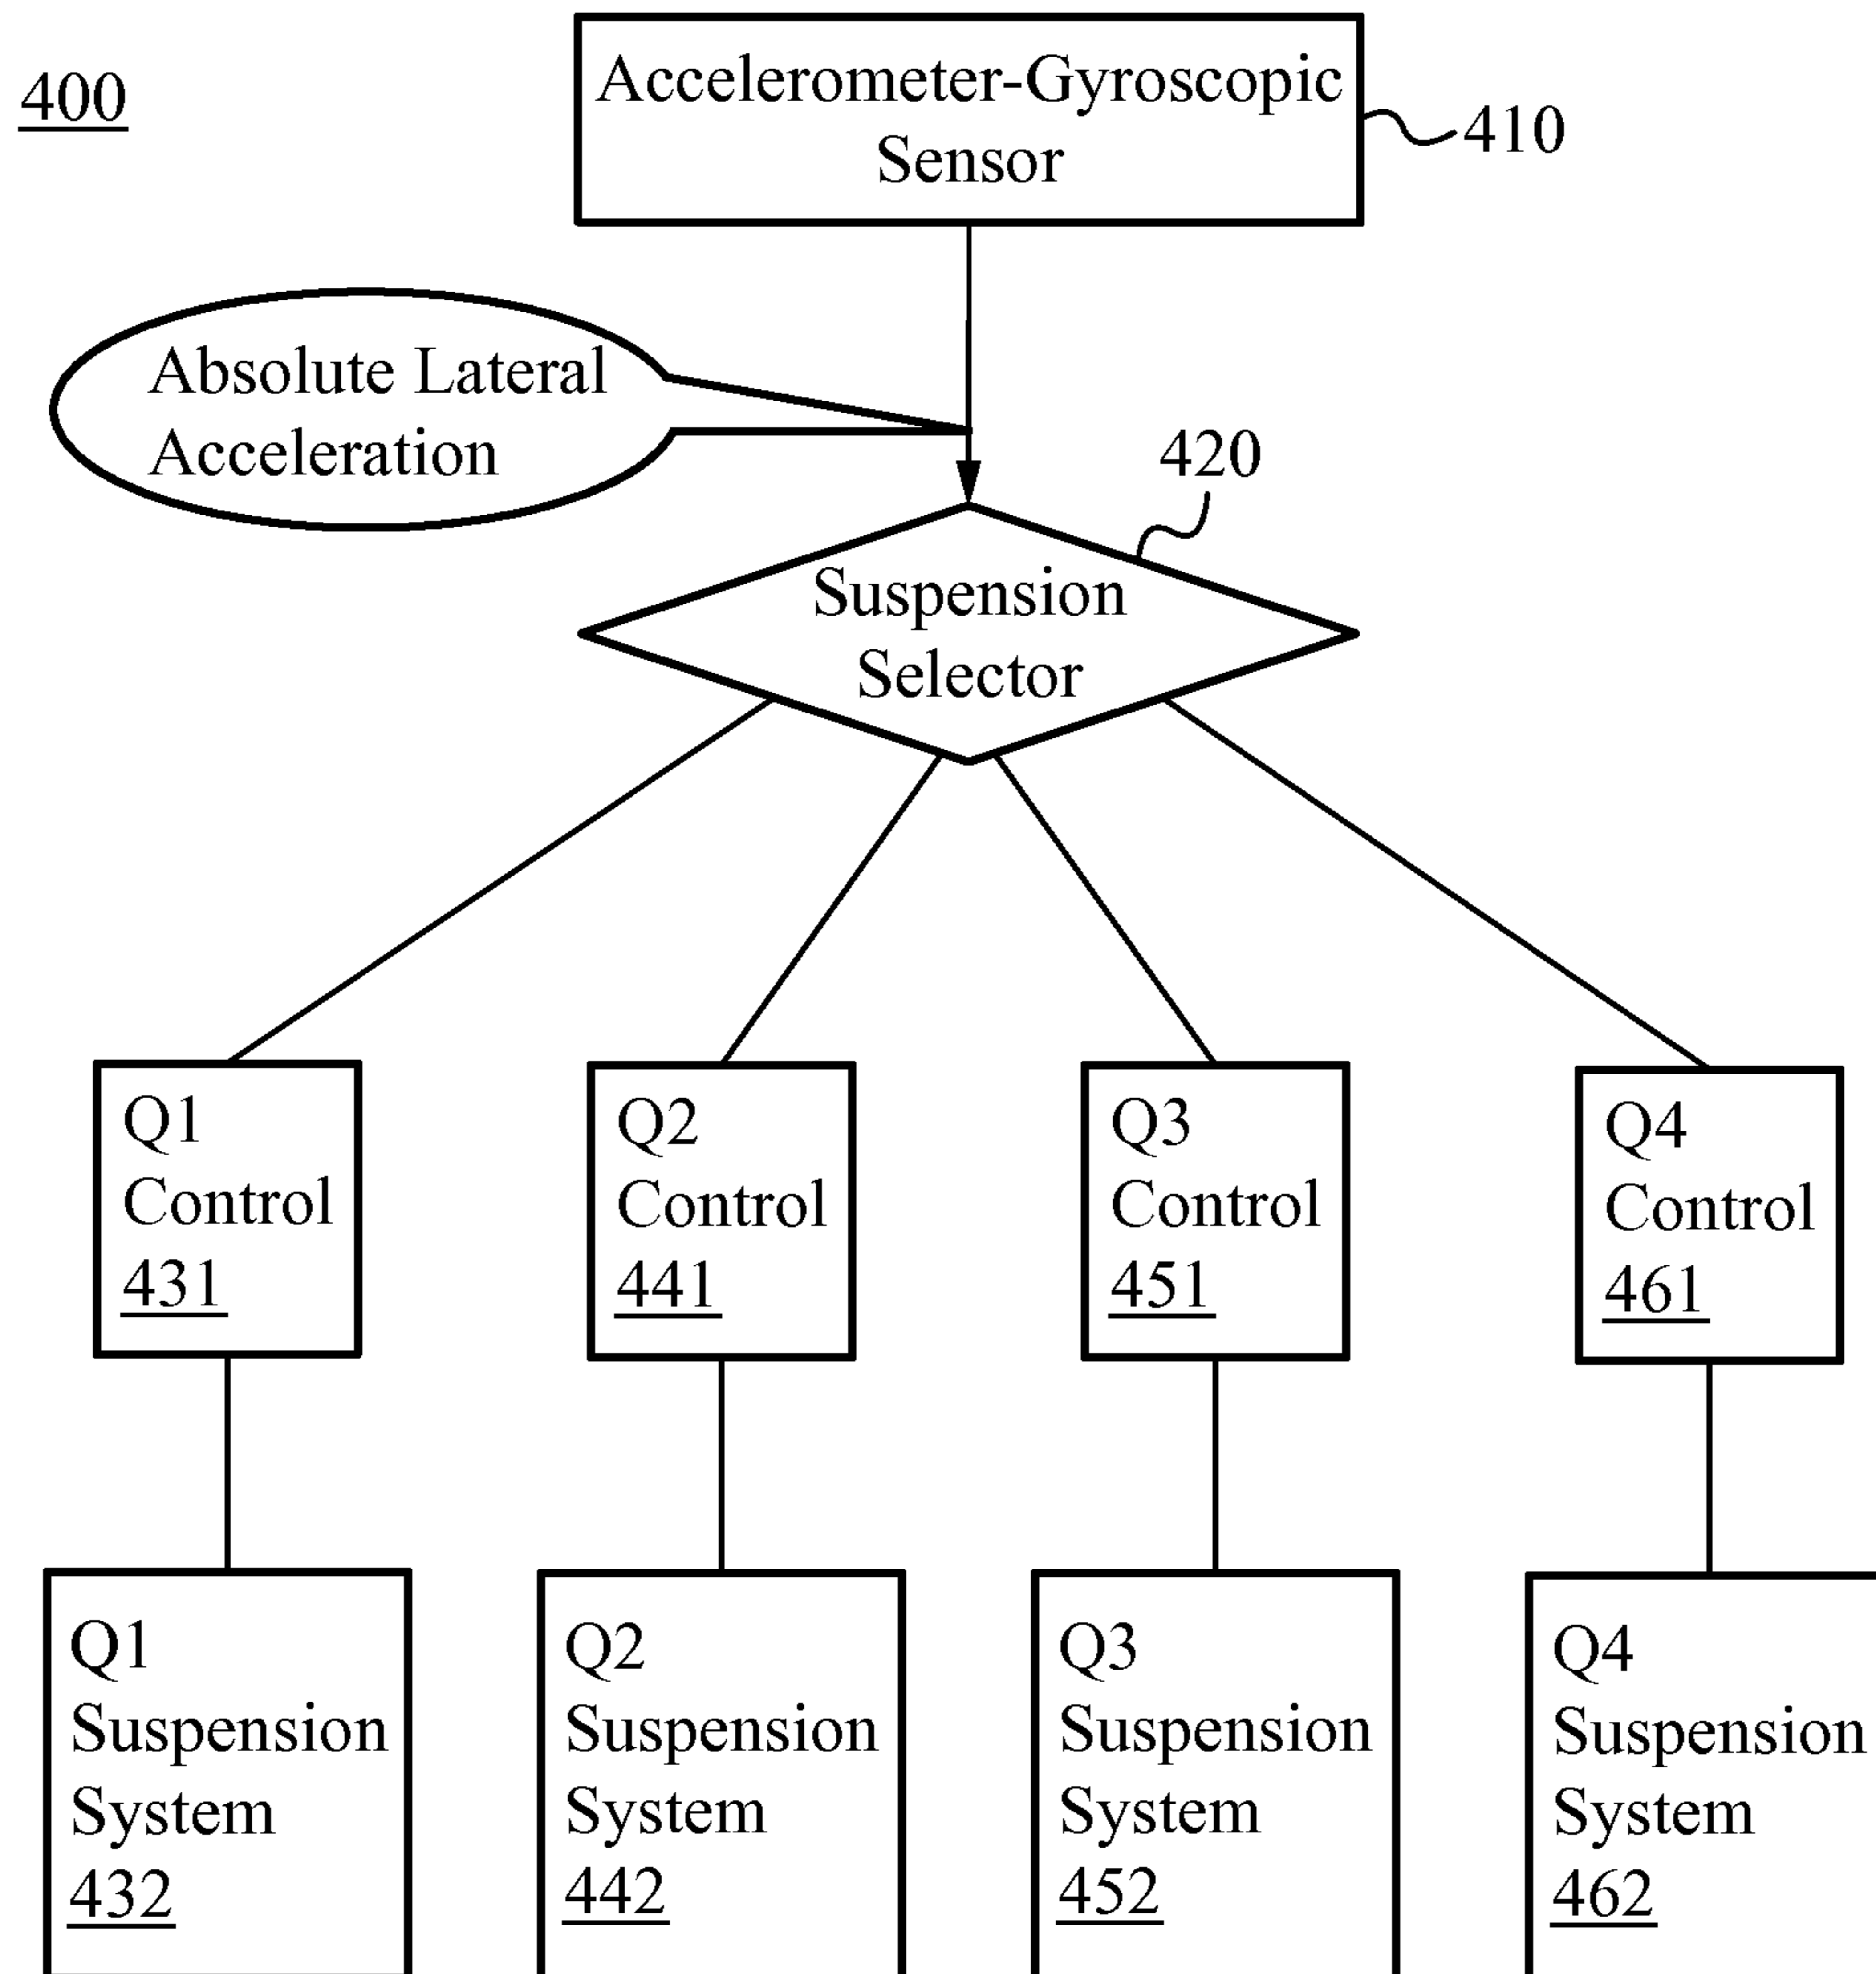 400
Accelerometer-Gyroscopic
Sensor
410
Absolute Lateral
Acceleration
420
Suspension
Selector
Q1
Control
431
Q2
Control
441
Q3
Control
451
Q4
Control
461
Q1
Suspension
System
432
Q2
Suspension
System
442
Q3
Suspension
System
452
Q4
Suspension
System
462